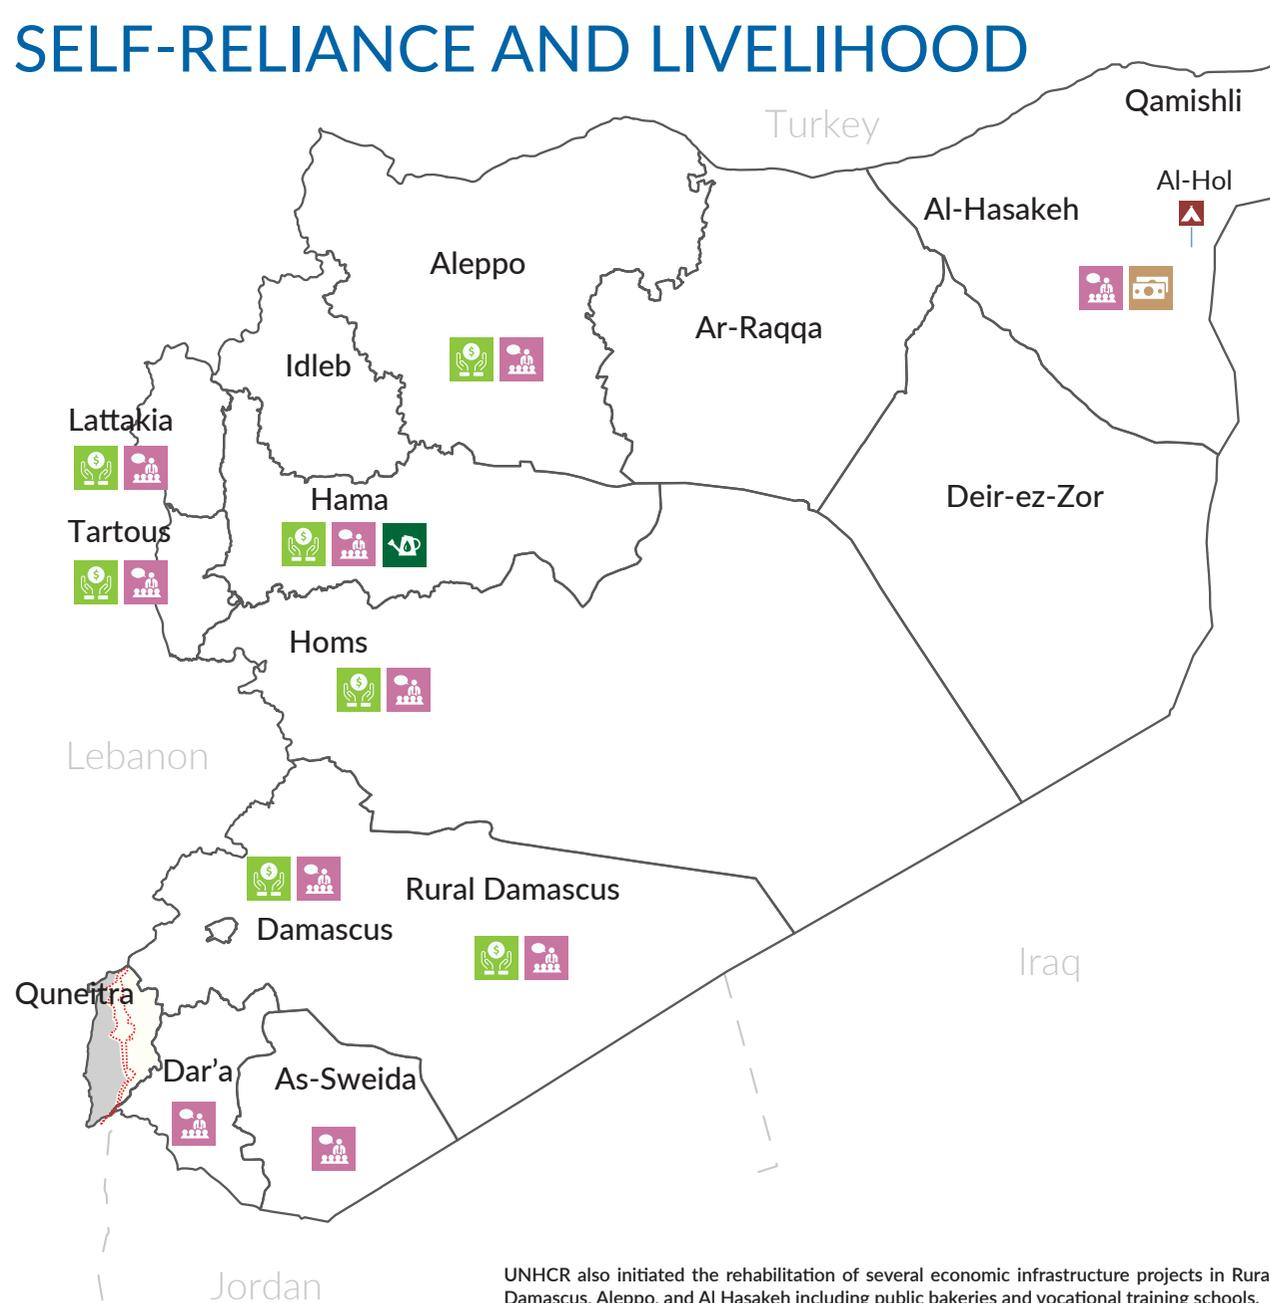 SELF-RELIANCE AND LIVELIHOOD
Turkey
Qamishli
Al-Hol
Al-Hasakeh
Aleppo
Ar-Raqqa
Idleb
Lattakia
Hama
Deir-ez-Zor
Tartous
Homs
Lebanon
Rural Damascus
Damascus
Iraq
Quneitra
Dar’a
As-Sweida
Jordan
UNHCR also initiated the rehabilitation of several economic infrastructure projects in Rura
Damascus, Aleppo, and Al Hasakeh including public bakeries and vocational training schools.